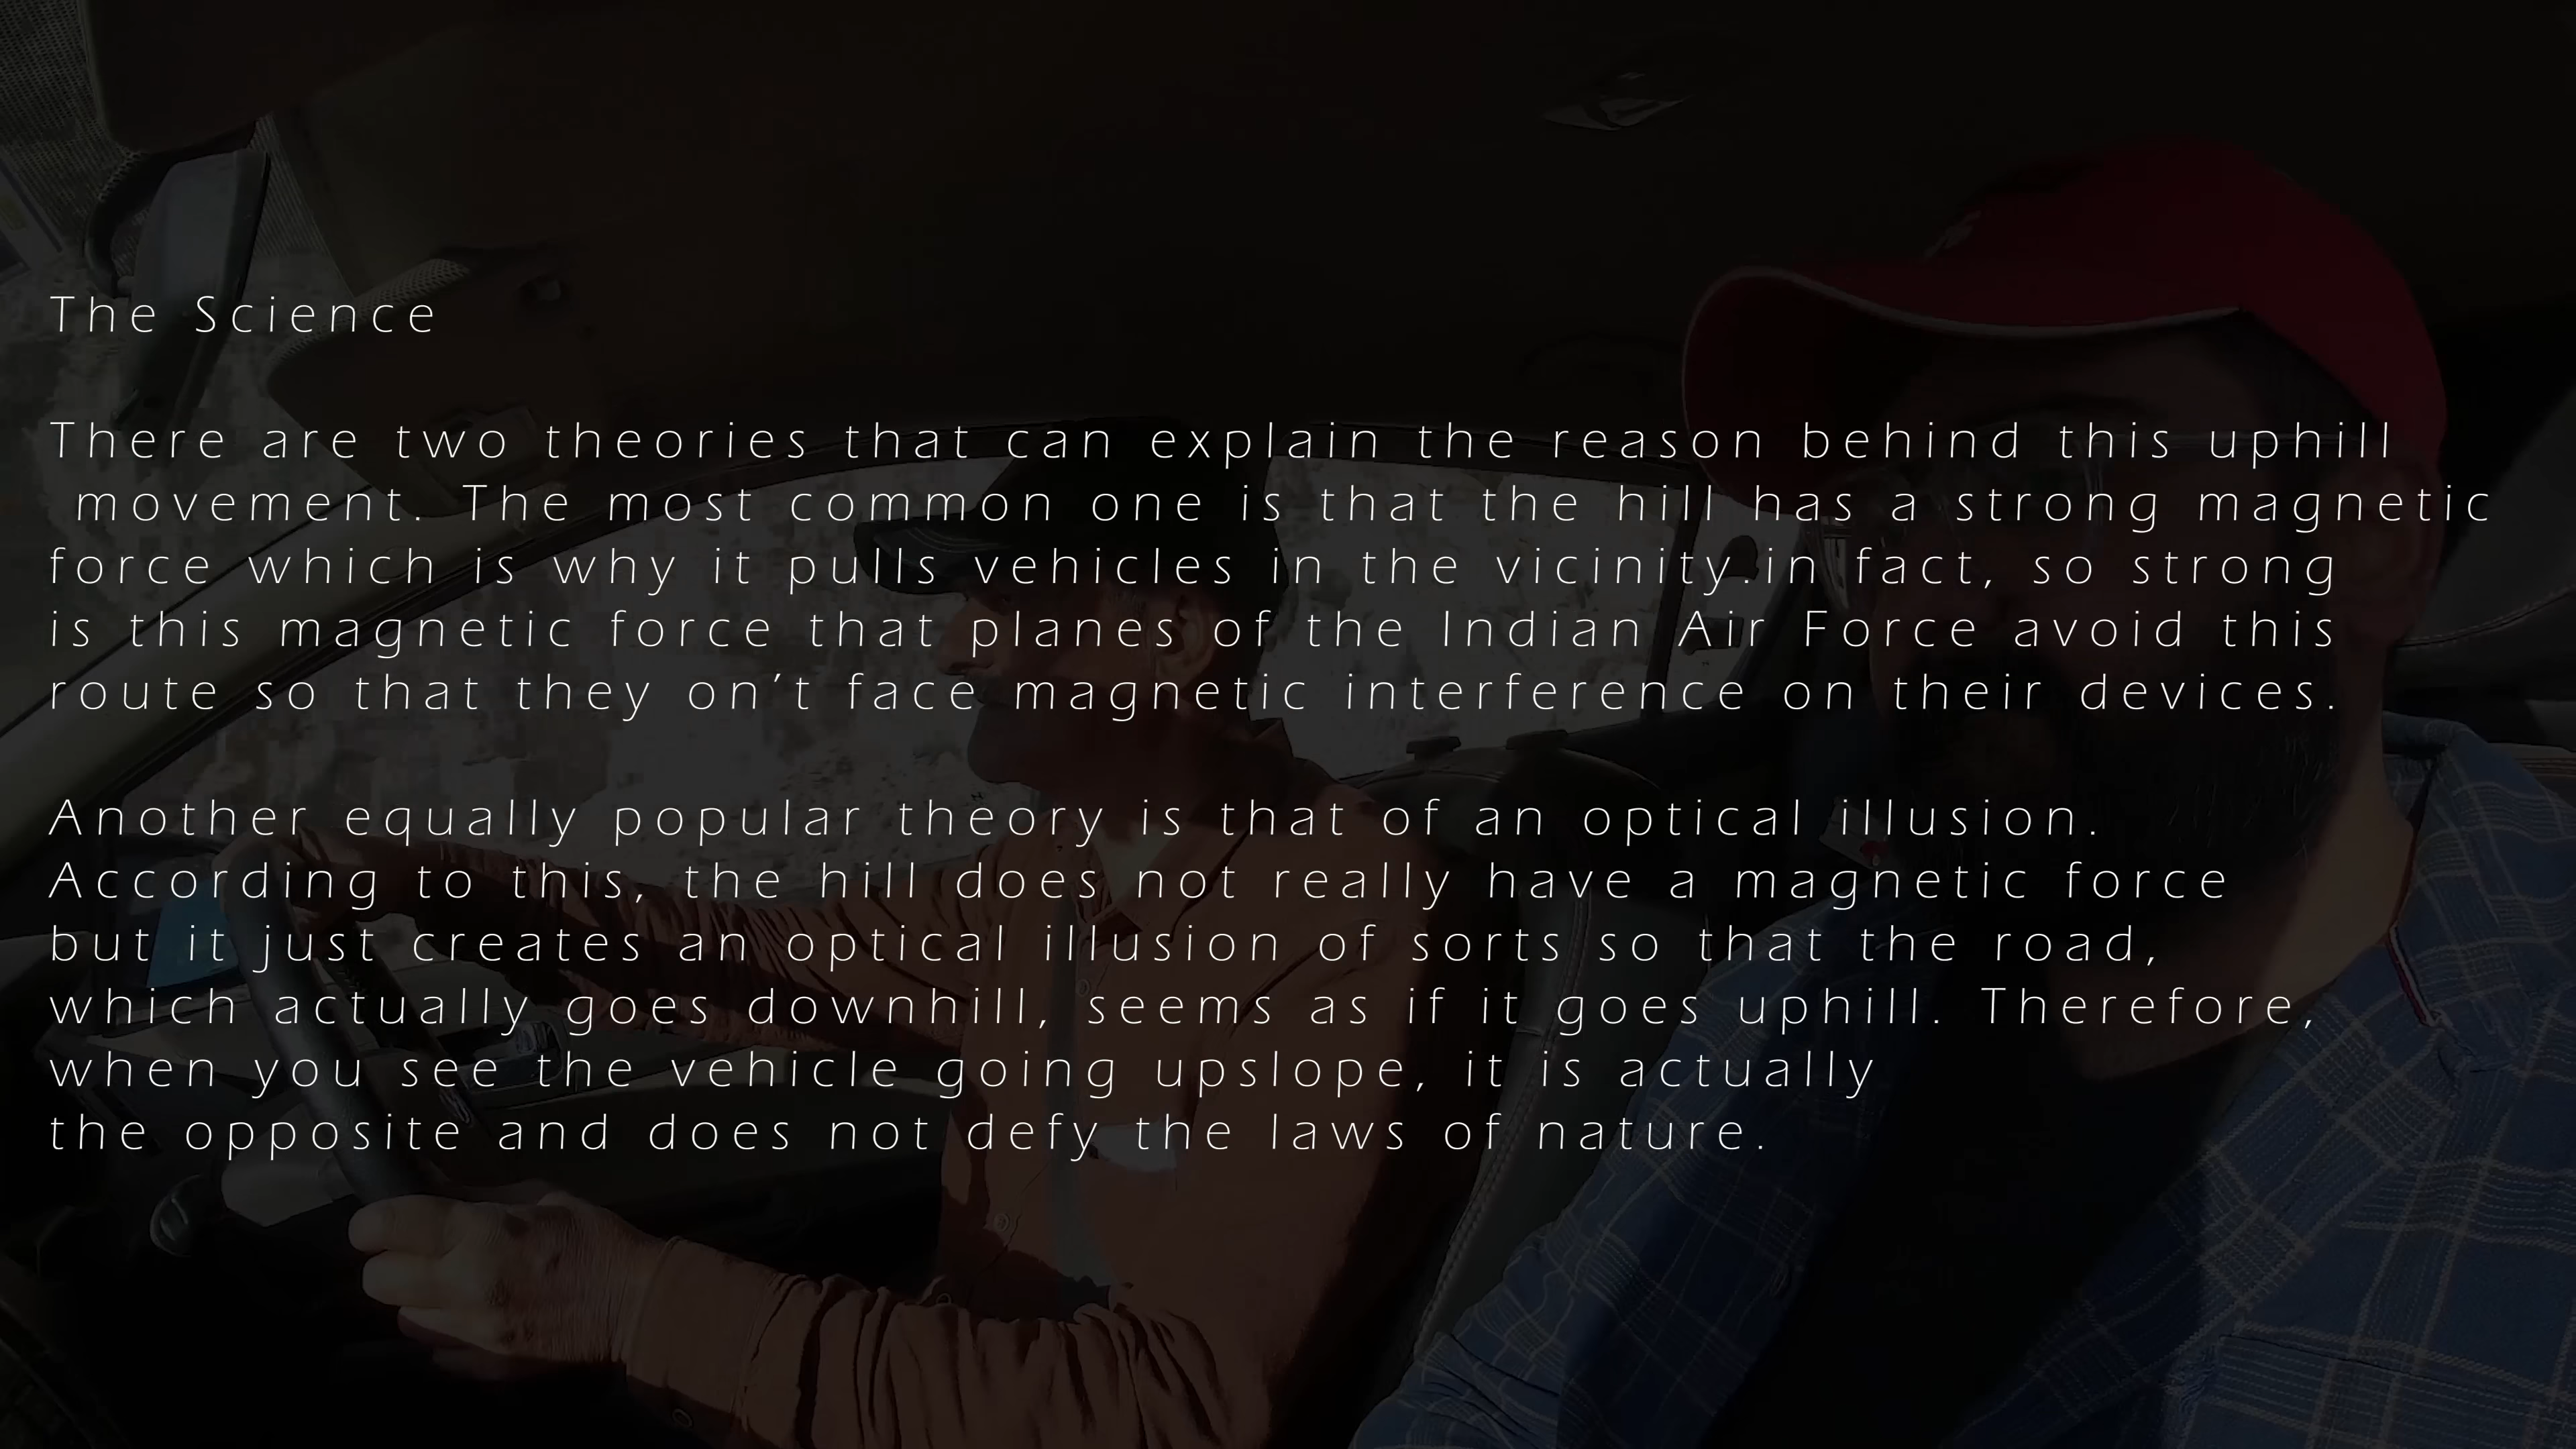 The Science
There are two theories that can explain the reason behind this uphill
movement. The most common one is that the hill has a strong magnetic
force which is why it pulls vehicles in the vicinity.in fact, so strong
is this magnetic force that planes of the Indian Air Force avoid this
route so that they on't face magnetic interference on their devices.
Another equally popular theory is that of an optical illusion.
According to this, the hill does not really have a magnetic force
but it just creates an optical illusion of sorts so that the road,
which actually goes downhill, seems as if it goes uphill. Therefore,
when you see the vehicle going upslope, it is actually
the opposite and does not defy the laws of nature.